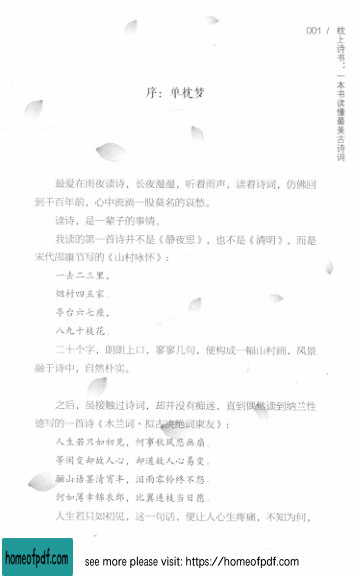 001 /
枕上诗书：一本书读懂最美古诗词
序：单枕梦
最爱在雨夜读诗，长夜漫漫，听着雨声，读着诗词，仿佛回
到千百年前，心中流淌一股莫名的哀愁。
读诗，是一辈子的事情。
我读的第一首诗并不是《静夜思》，也不是《清明》，而是
宋代邵康节写的《山村咏怀》：
一去二三里，
烟村四五家。
亭台六七座，
八九十枝花。
二十个字，朗朗上口，寥寥几句，便构成一幅山村画，风景
融于诗中，自然朴实。
之后，虽接触过诗词，却并没有痴迷，直到偶然读到纳兰性
德写的一首诗《木兰词·拟古决绝词柬友》：
人生若只如初见，何事秋风悲画扇。
等闲变却故人心，却道故人心易变。
骊山语罢清宵半，泪雨零铃终不怨。
何如薄幸锦衣郎，比翼连枝当日愿。
人生若只如初见，这一句话，便让人心生疼痛，不知为何，
homeofpdf.com
see more please visit: https://homeofpdf.com